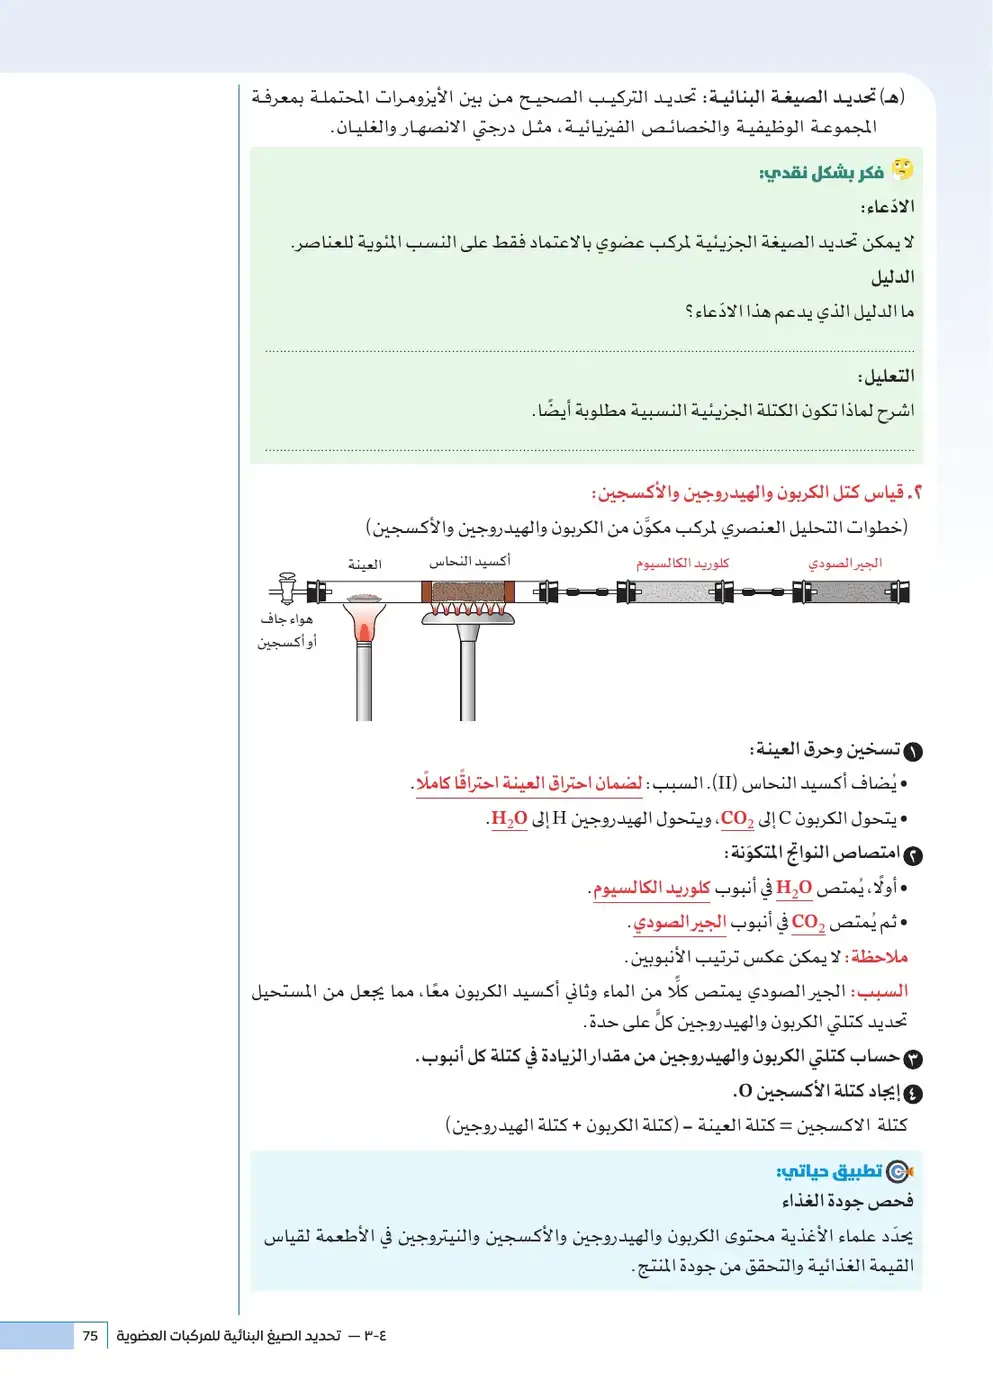 (هـ) تحديد الصيغة البنائية: تحديد التركيب الصحيح من بين الأيزومرات المحتملة بمعرفة
المجموعة الوظيفية والخصائص الفيزيائية، مثل درجتي الانصهار والغليان.
فكر بشكل نقدي:
الادّعاء:
لا يمكن تحديد الصيغة الجزيئية لمركب عضوي بالاعتماد فقط على النسب المئوية للعناصر.
الدليل
ما الدليل الذي يدعم هذا الادّعاء؟
التعليل:
اشرح لماذا تكون الكتلة الجزيئية النسبية مطلوبة أيضًا.
٢. قياس كتل الكربون والهيدروجين والأكسجين:
(خطوات التحليل العنصري لمركب مكوَّن من الكربون والهيدروجين والأكسجين)
الجير الصودي
كلوريد الكالسيوم
أكسيد النحاس
العينة
هواء جاف
أو أكسجين
١ تسخين وحرق العينة:
• يُضاف أكسيد النحاس (II). السبب: لضمان احتراق العينة احتراقًا كاملًا.
• يتحول الكربون C إلى CO₂، ويتحول الهيدروجين H إلى H₂O.
٢ امتصاص النواتج المتكوّنة:
• أولًا، يُمتص H₂O في أنبوب كلوريد الكالسيوم.
• ثم يُمتص CO₂ في أنبوب الجير الصودي.
ملاحظة: لا يمكن عكس ترتيب الأنبوبين.
السبب: الجير الصودي يمتص كلًّا من الماء وثاني أكسيد الكربون معًا، مما يجعل من المستحيل
تحديد كتلتي الكربون والهيدروجين كلٌّ على حدة.
٣ حساب كتلتي الكربون والهيدروجين من مقدار الزيادة في كتلة كل أنبوب.
٤ إيجاد كتلة الأكسجين O.
كتلة الاكسجين = كتلة العينة − (كتلة الكربون + كتلة الهيدروجين)
تطبيق حياتي:
فحص جودة الغذاء
يحدّد علماء الأغذية محتوى الكربون والهيدروجين والأكسجين والنيتروجين في الأطعمة لقياس
القيمة الغذائية والتحقق من جودة المنتج.
٤-٣ — تحديد الصيغ البنائية للمركبات العضوية 75